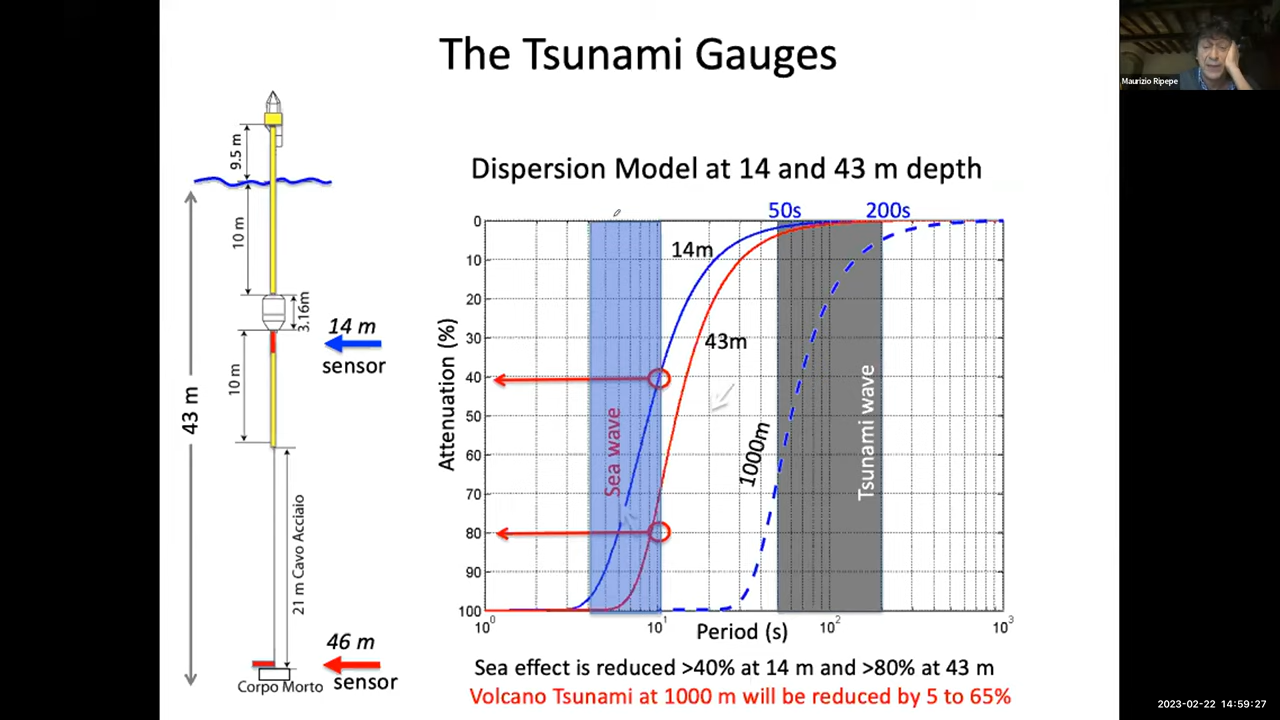 The Tsunami Gauges
Maurizio Ripepe
9.5 m
10 m
3.16m
14 m
sensor
10 m
43 m
21 m Cavo Acciaio
46 m
sensor
Corpo Morto
Dispersion Model at 14 and 43 m depth
50s
200s
14m
43m
1000m
Sea wave
Tsunami wave
Attenuation (%)
0
10
20
30
40
50
60
70
80
90
100
10⁰
10¹
10²
10³
Period (s)
Sea effect is reduced >40% at 14 m and >80% at 43 m
Volcano Tsunami at 1000 m will be reduced by 5 to 65%
2023-02-22 14:59:27